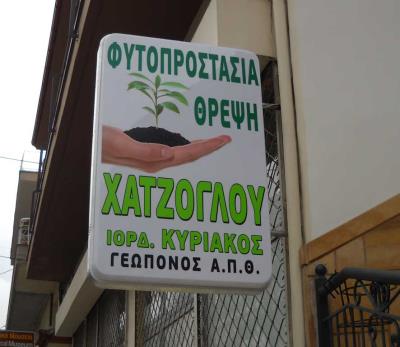 ΦΥΤΟΠΡΟΣΤΑΣΙΑ
ΘΡΕΨΗ
ΧΑΤΖΟΓΛΟΥ
ΙΟΡΔ. ΚΥΡΙΑΚΟΣ
ΓΕΩΠΟΝΟΣ Α.Π.Θ.